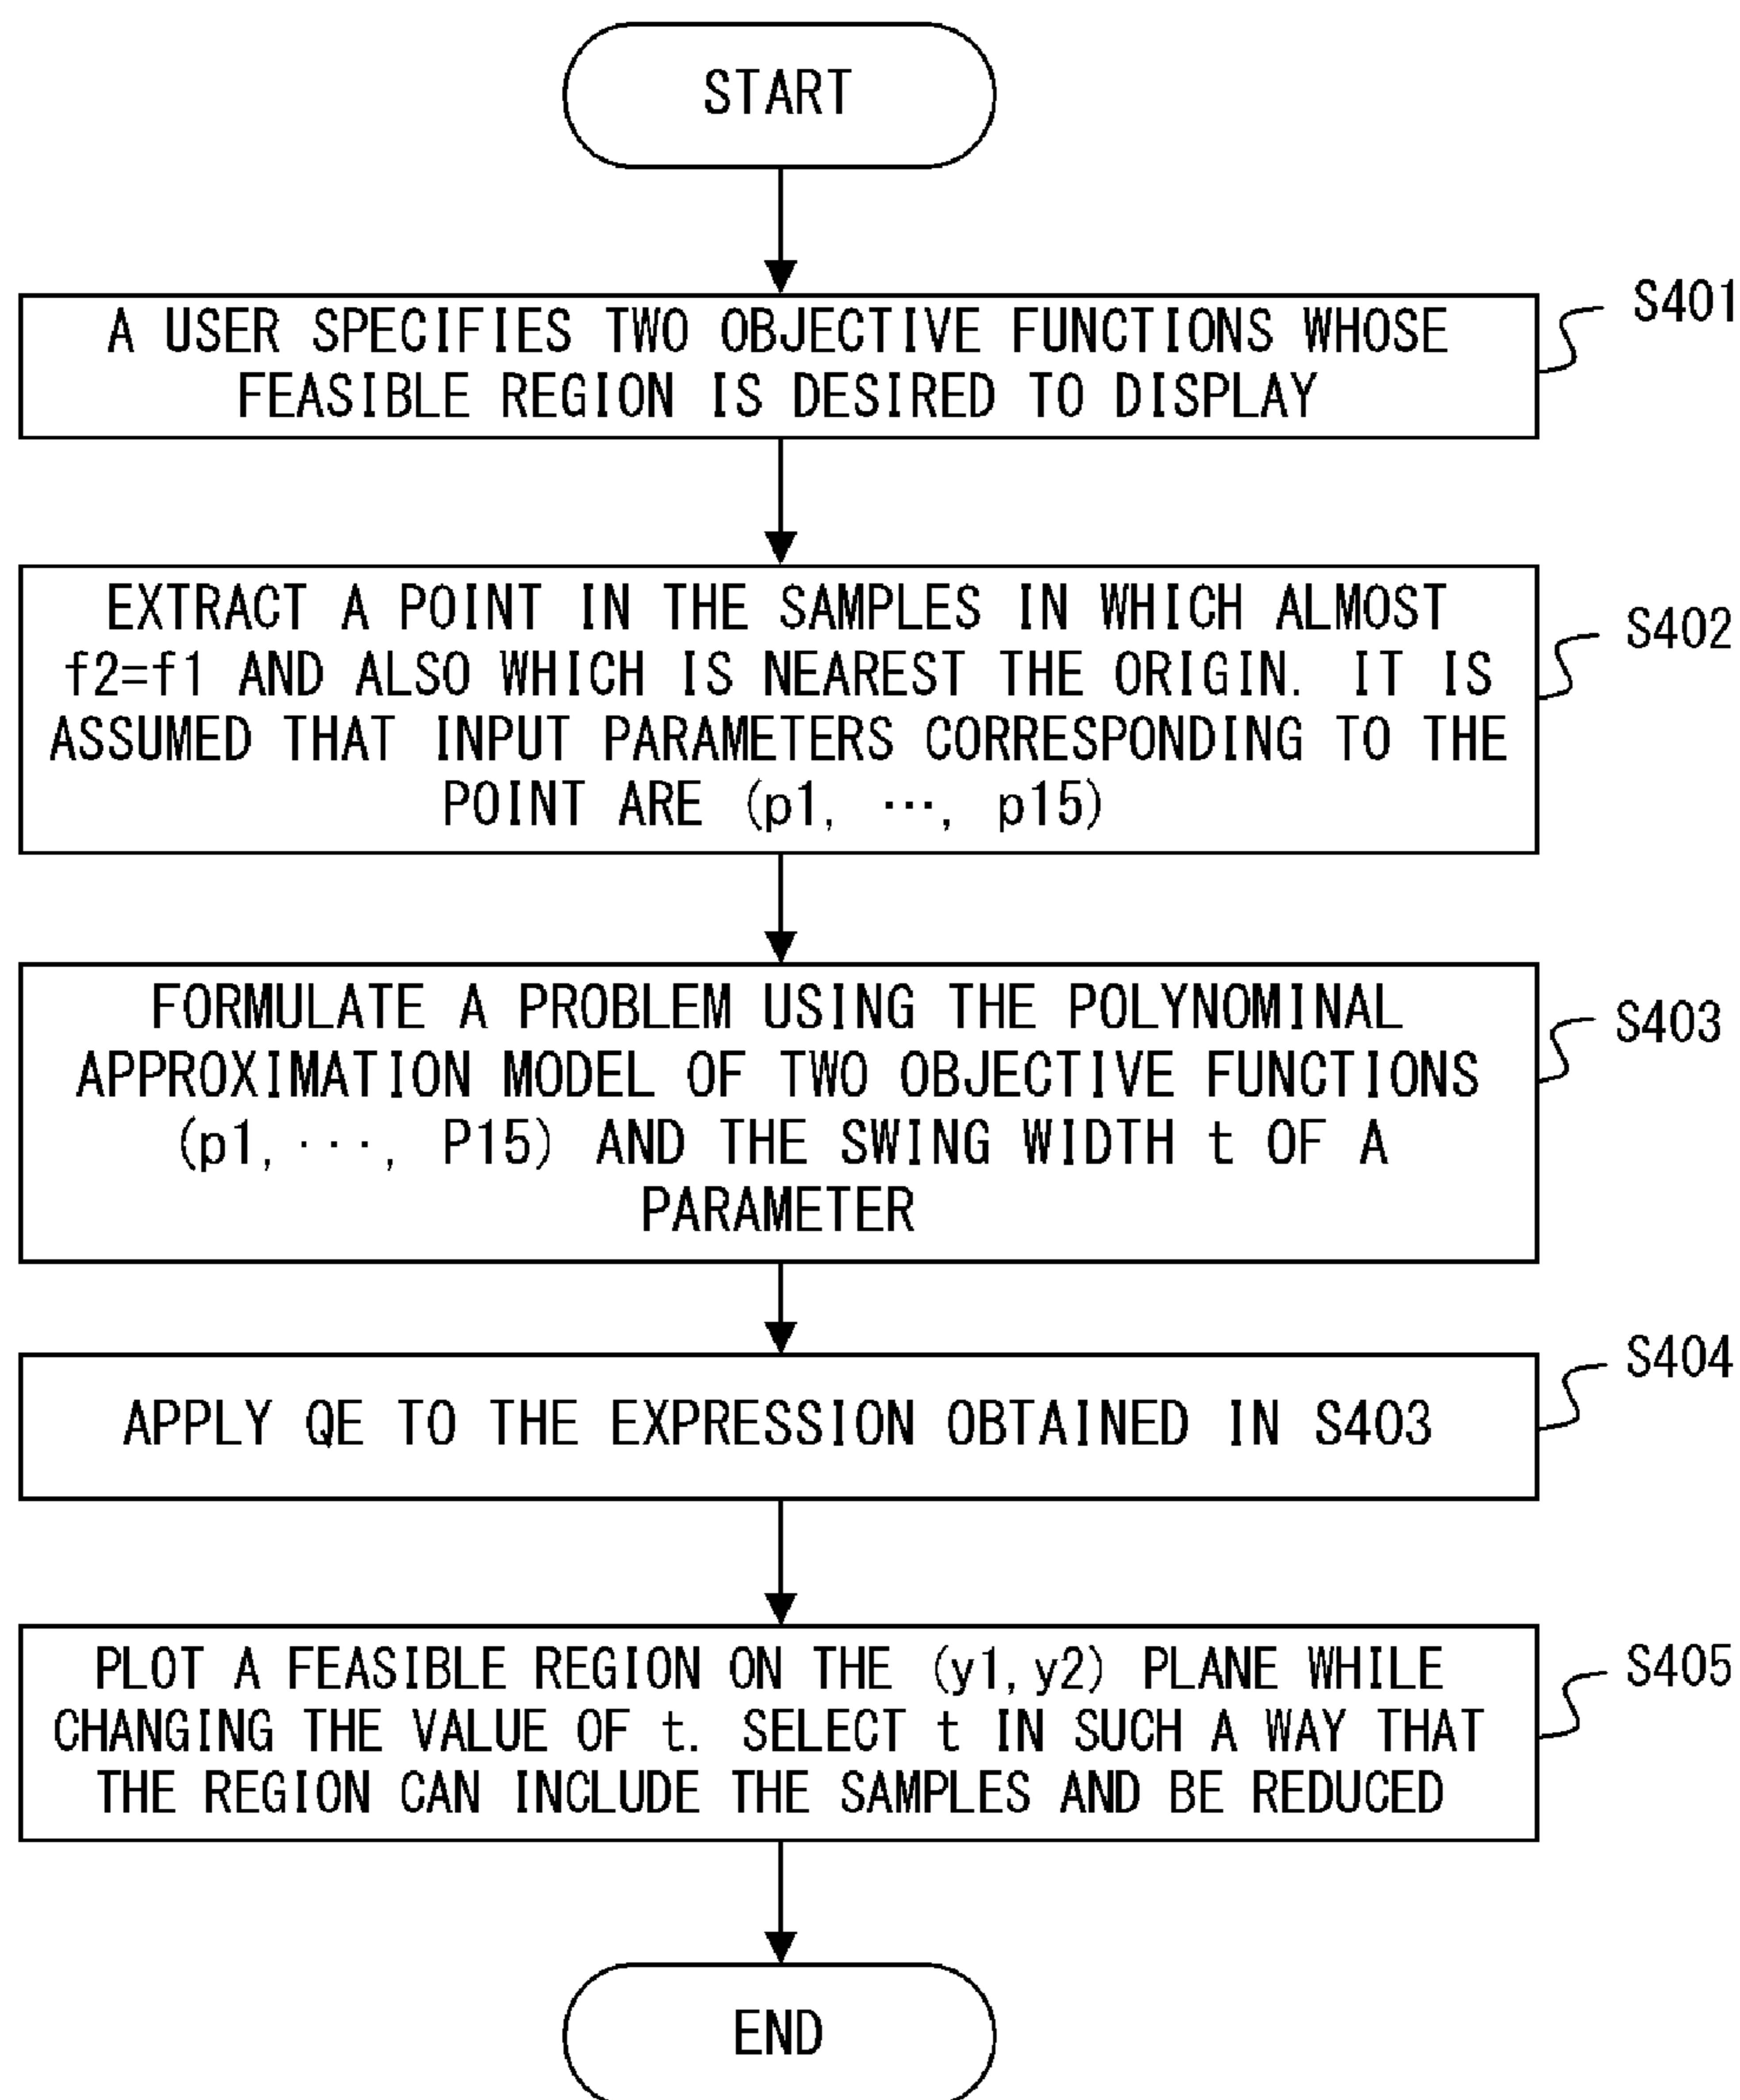 START
A USER SPECIFIES TWO OBJECTIVE FUNCTIONS WHOSE
FEASIBLE REGION IS DESIRED TO DISPLAY
S401
EXTRACT A POINT IN THE SAMPLES IN WHICH ALMOST
f2=f1 AND ALSO WHICH IS NEAREST THE ORIGIN. IT IS
ASSUMED THAT INPUT PARAMETERS CORRESPONDING TO THE
POINT ARE (p1, ···, p15)
S402
FORMULATE A PROBLEM USING THE POLYNOMINAL
APPROXIMATION MODEL OF TWO OBJECTIVE FUNCTIONS
(p1, ···, P15) AND THE SWING WIDTH t OF A
PARAMETER
S403
APPLY QE TO THE EXPRESSION OBTAINED IN S403
S404
PLOT A FEASIBLE REGION ON THE (y1, y2) PLANE WHILE
CHANGING THE VALUE OF t. SELECT t IN SUCH A WAY THAT
THE REGION CAN INCLUDE THE SAMPLES AND BE REDUCED
S405
END